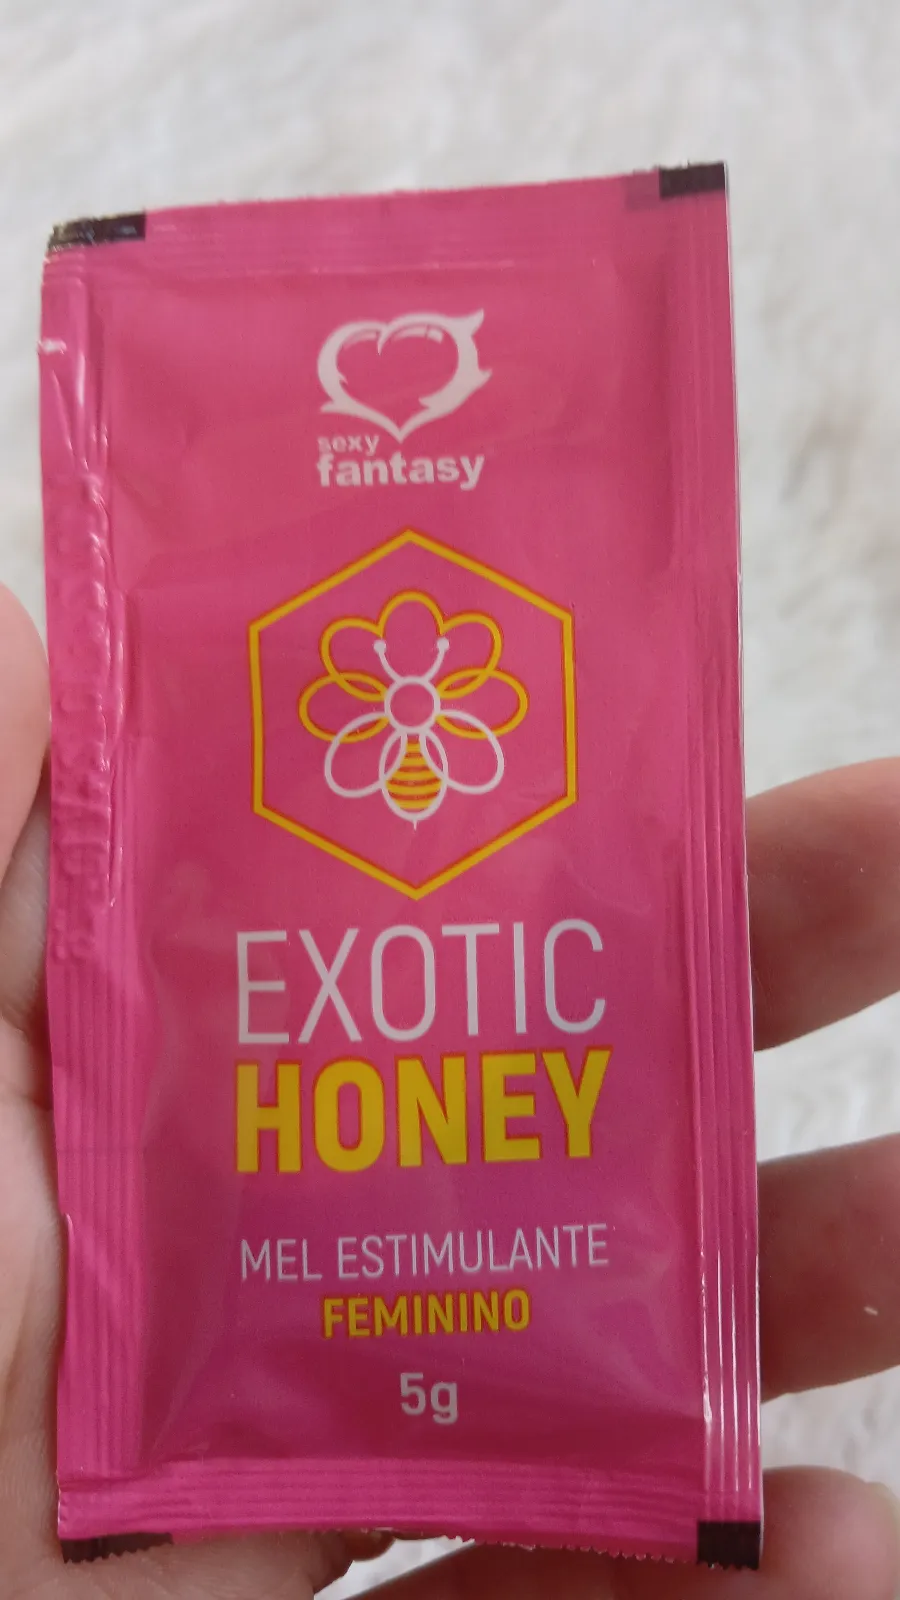 sexy
fantasy
EXOTIC
HONEY
MEL ESTIMULANTE
FEMININO
5g